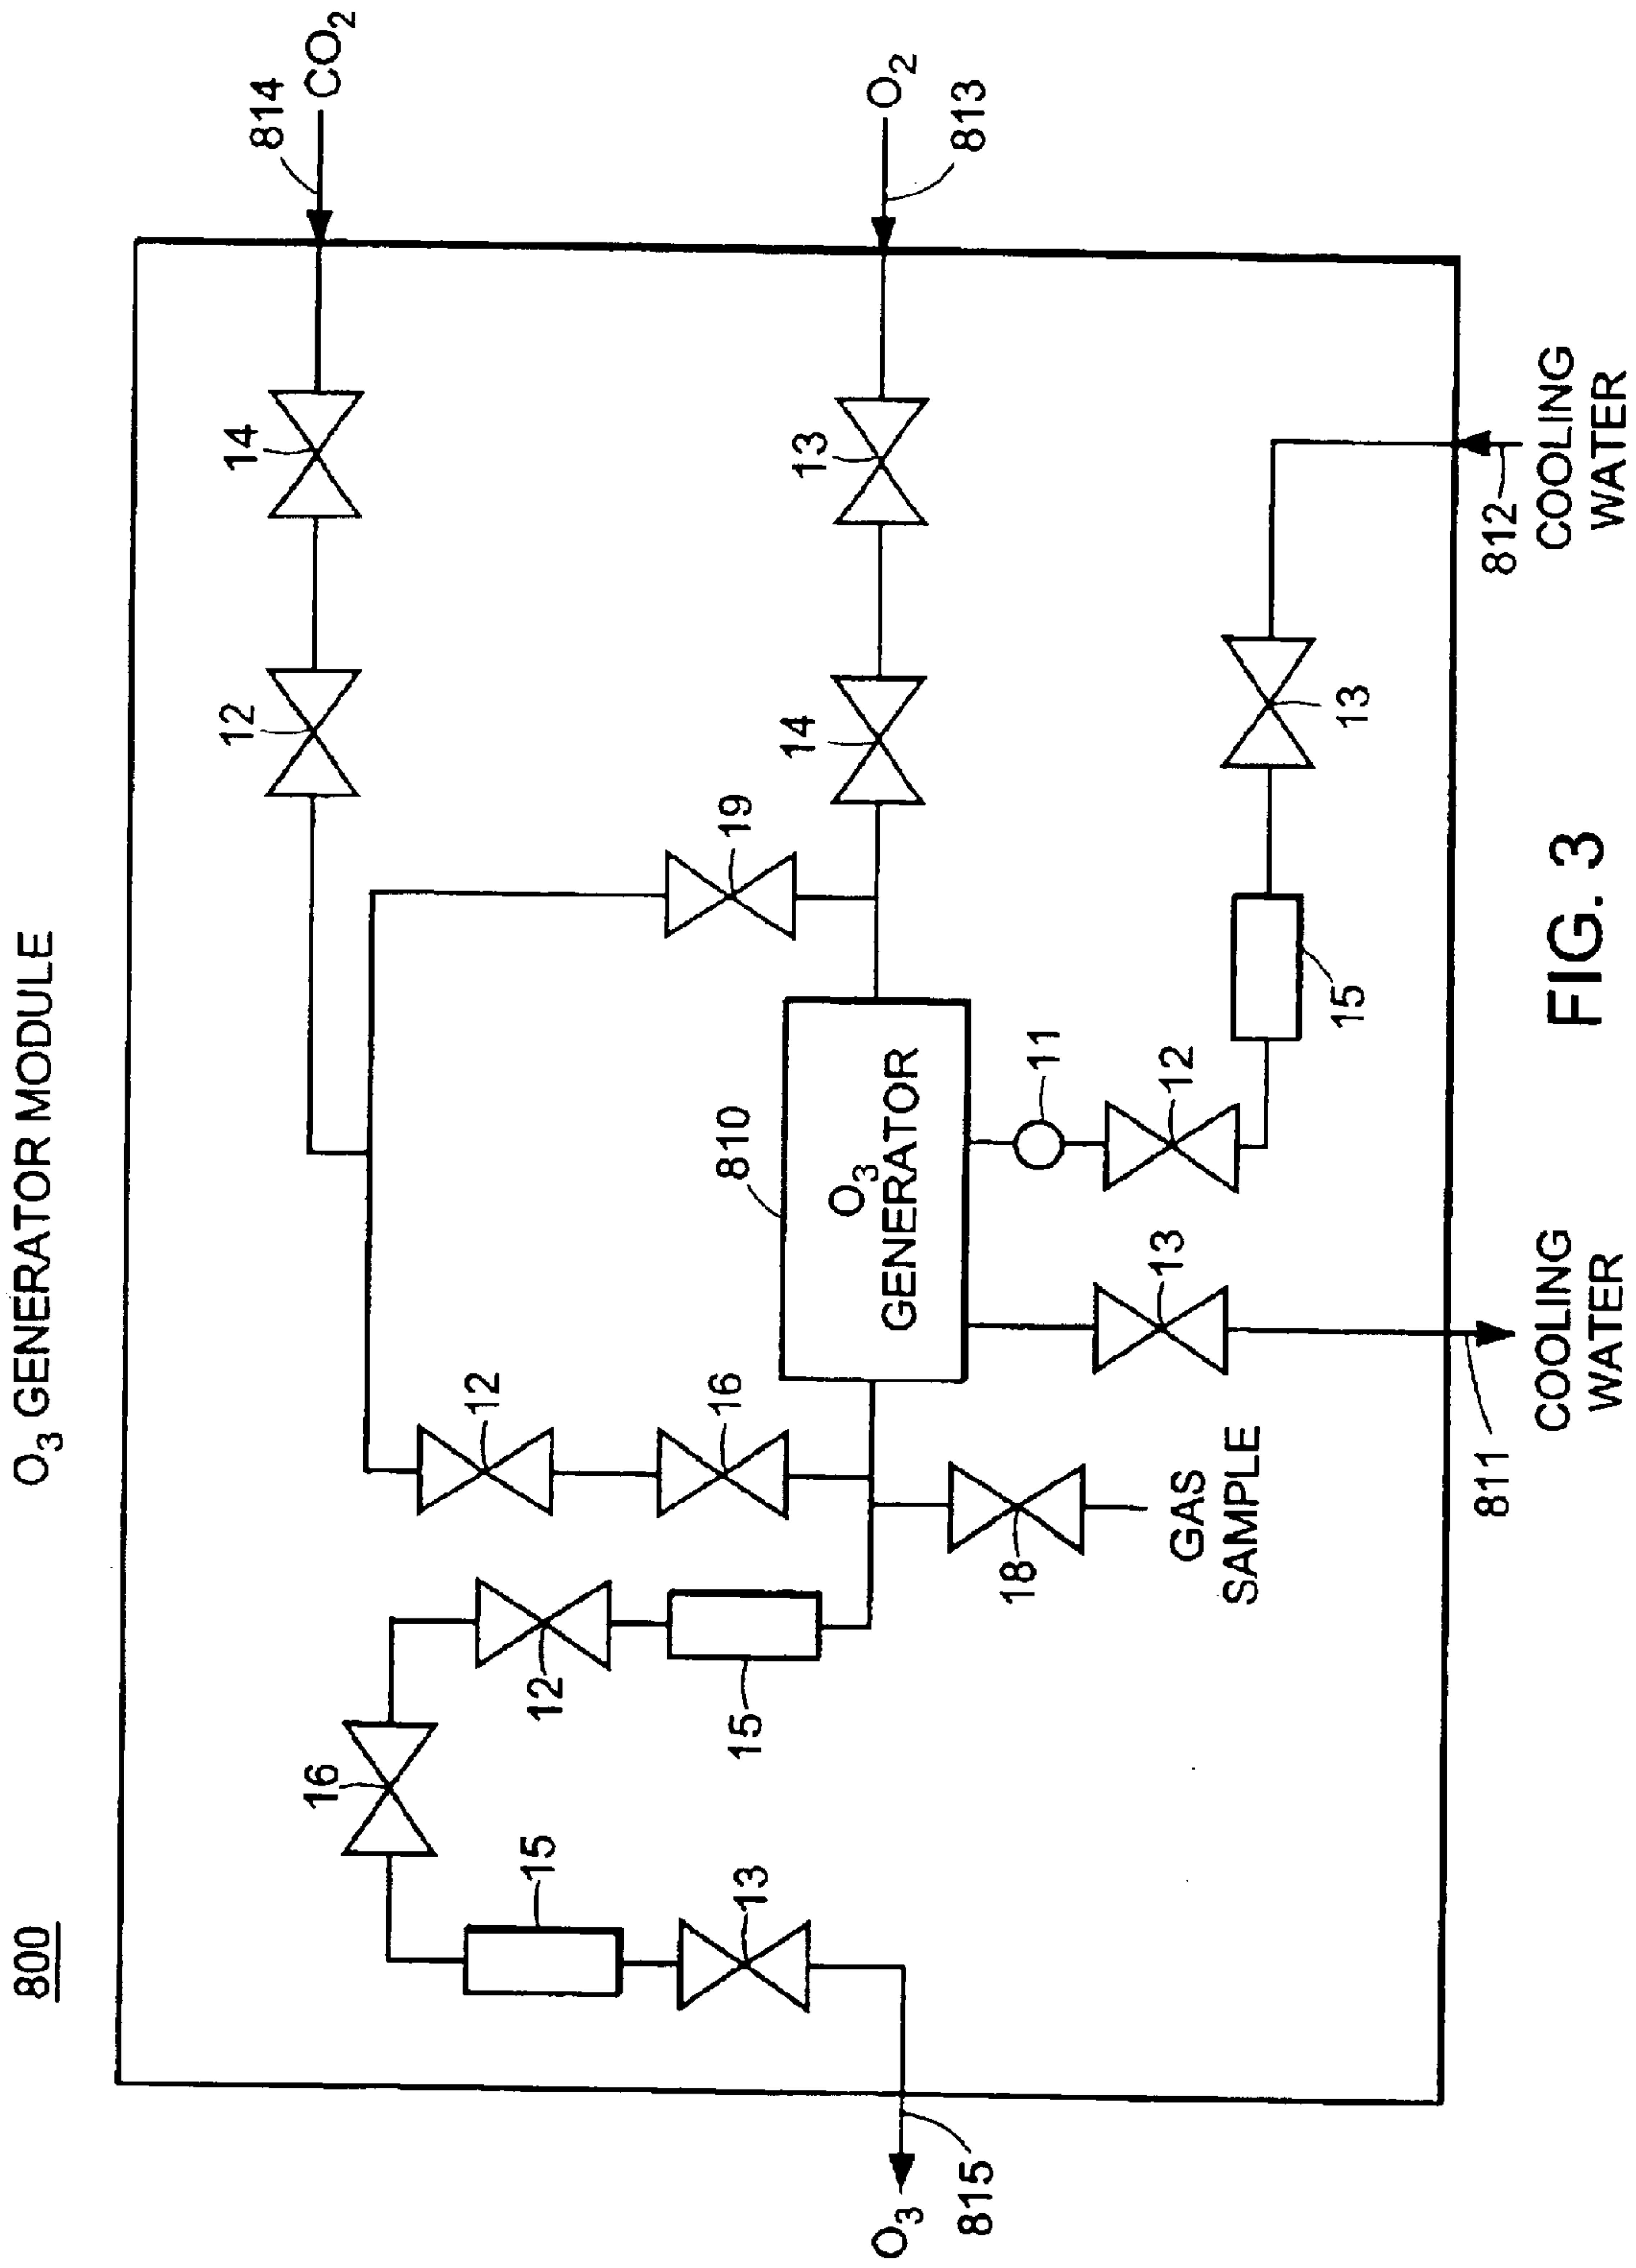 800
O₃ GENERATOR MODULE
16
15
13
12
15
12
16
18
GAS
SAMPLE
810
O₃
GENERATOR
19
12
14
814
CO₂
14
13
O₂
813
11
12
13
15
13
O₃
815
811
COOLING
WATER
812
COOLING
WATER
FIG. 3